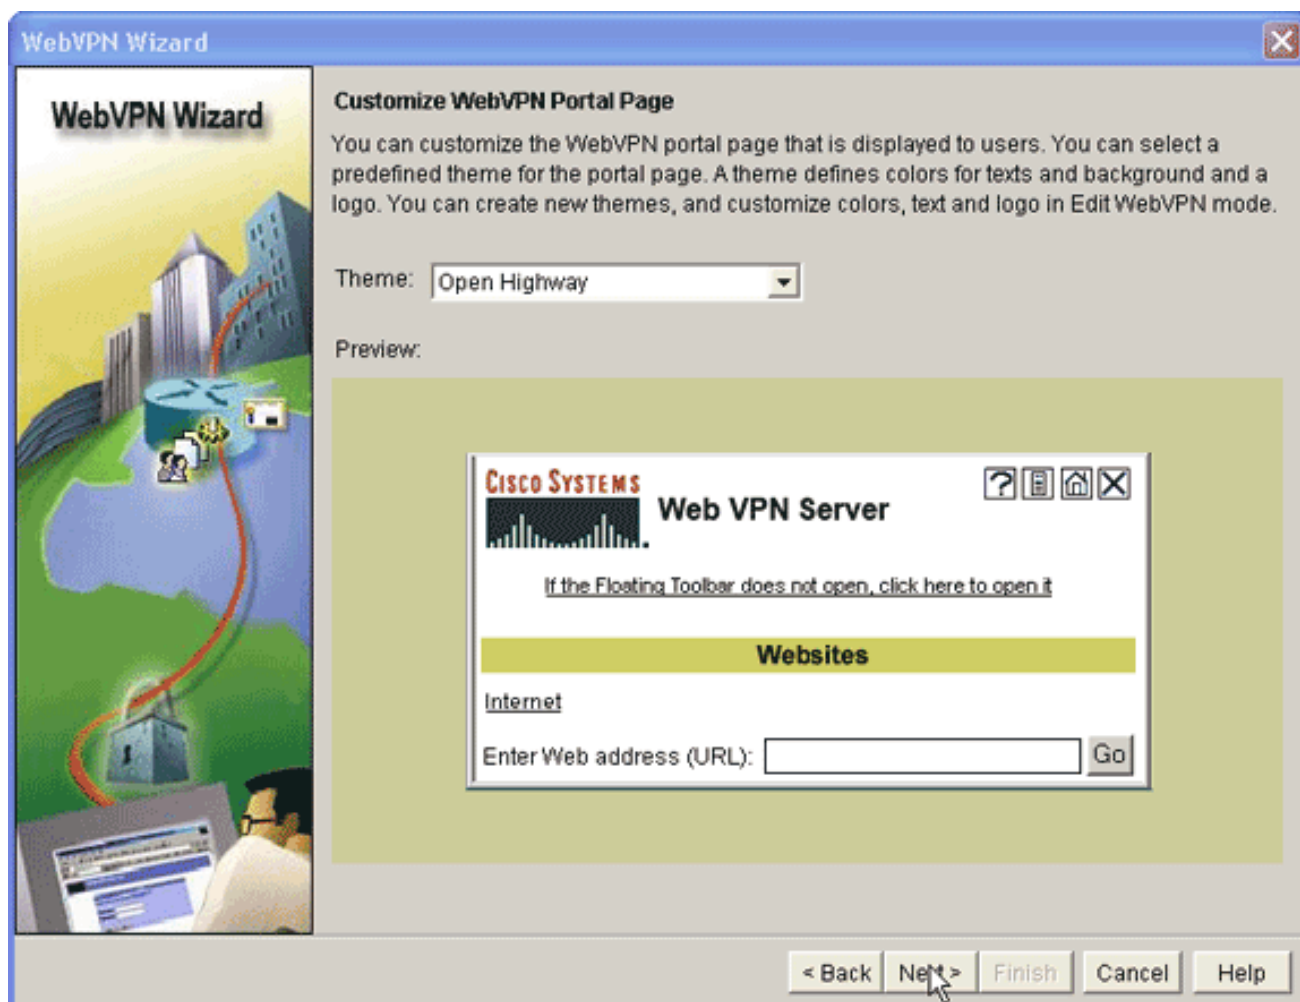 WebVPN Wizard
WebVPN Wizard
Customize WebVPN Portal Page
You can customize the WebVPN portal page that is displayed to users. You can select a
predefined theme for the portal page. A theme defines colors for texts and background and a
logo. You can create new themes, and customize colors, text and logo in Edit WebVPN mode.
Theme: Open Highway
Preview:
CISCO SYSTEMS
Web VPN Server
If the Floating Toolbar does not open, click here to open it
Websites
Internet
Enter Web address (URL): Go
< Back Next > Finish Cancel Help